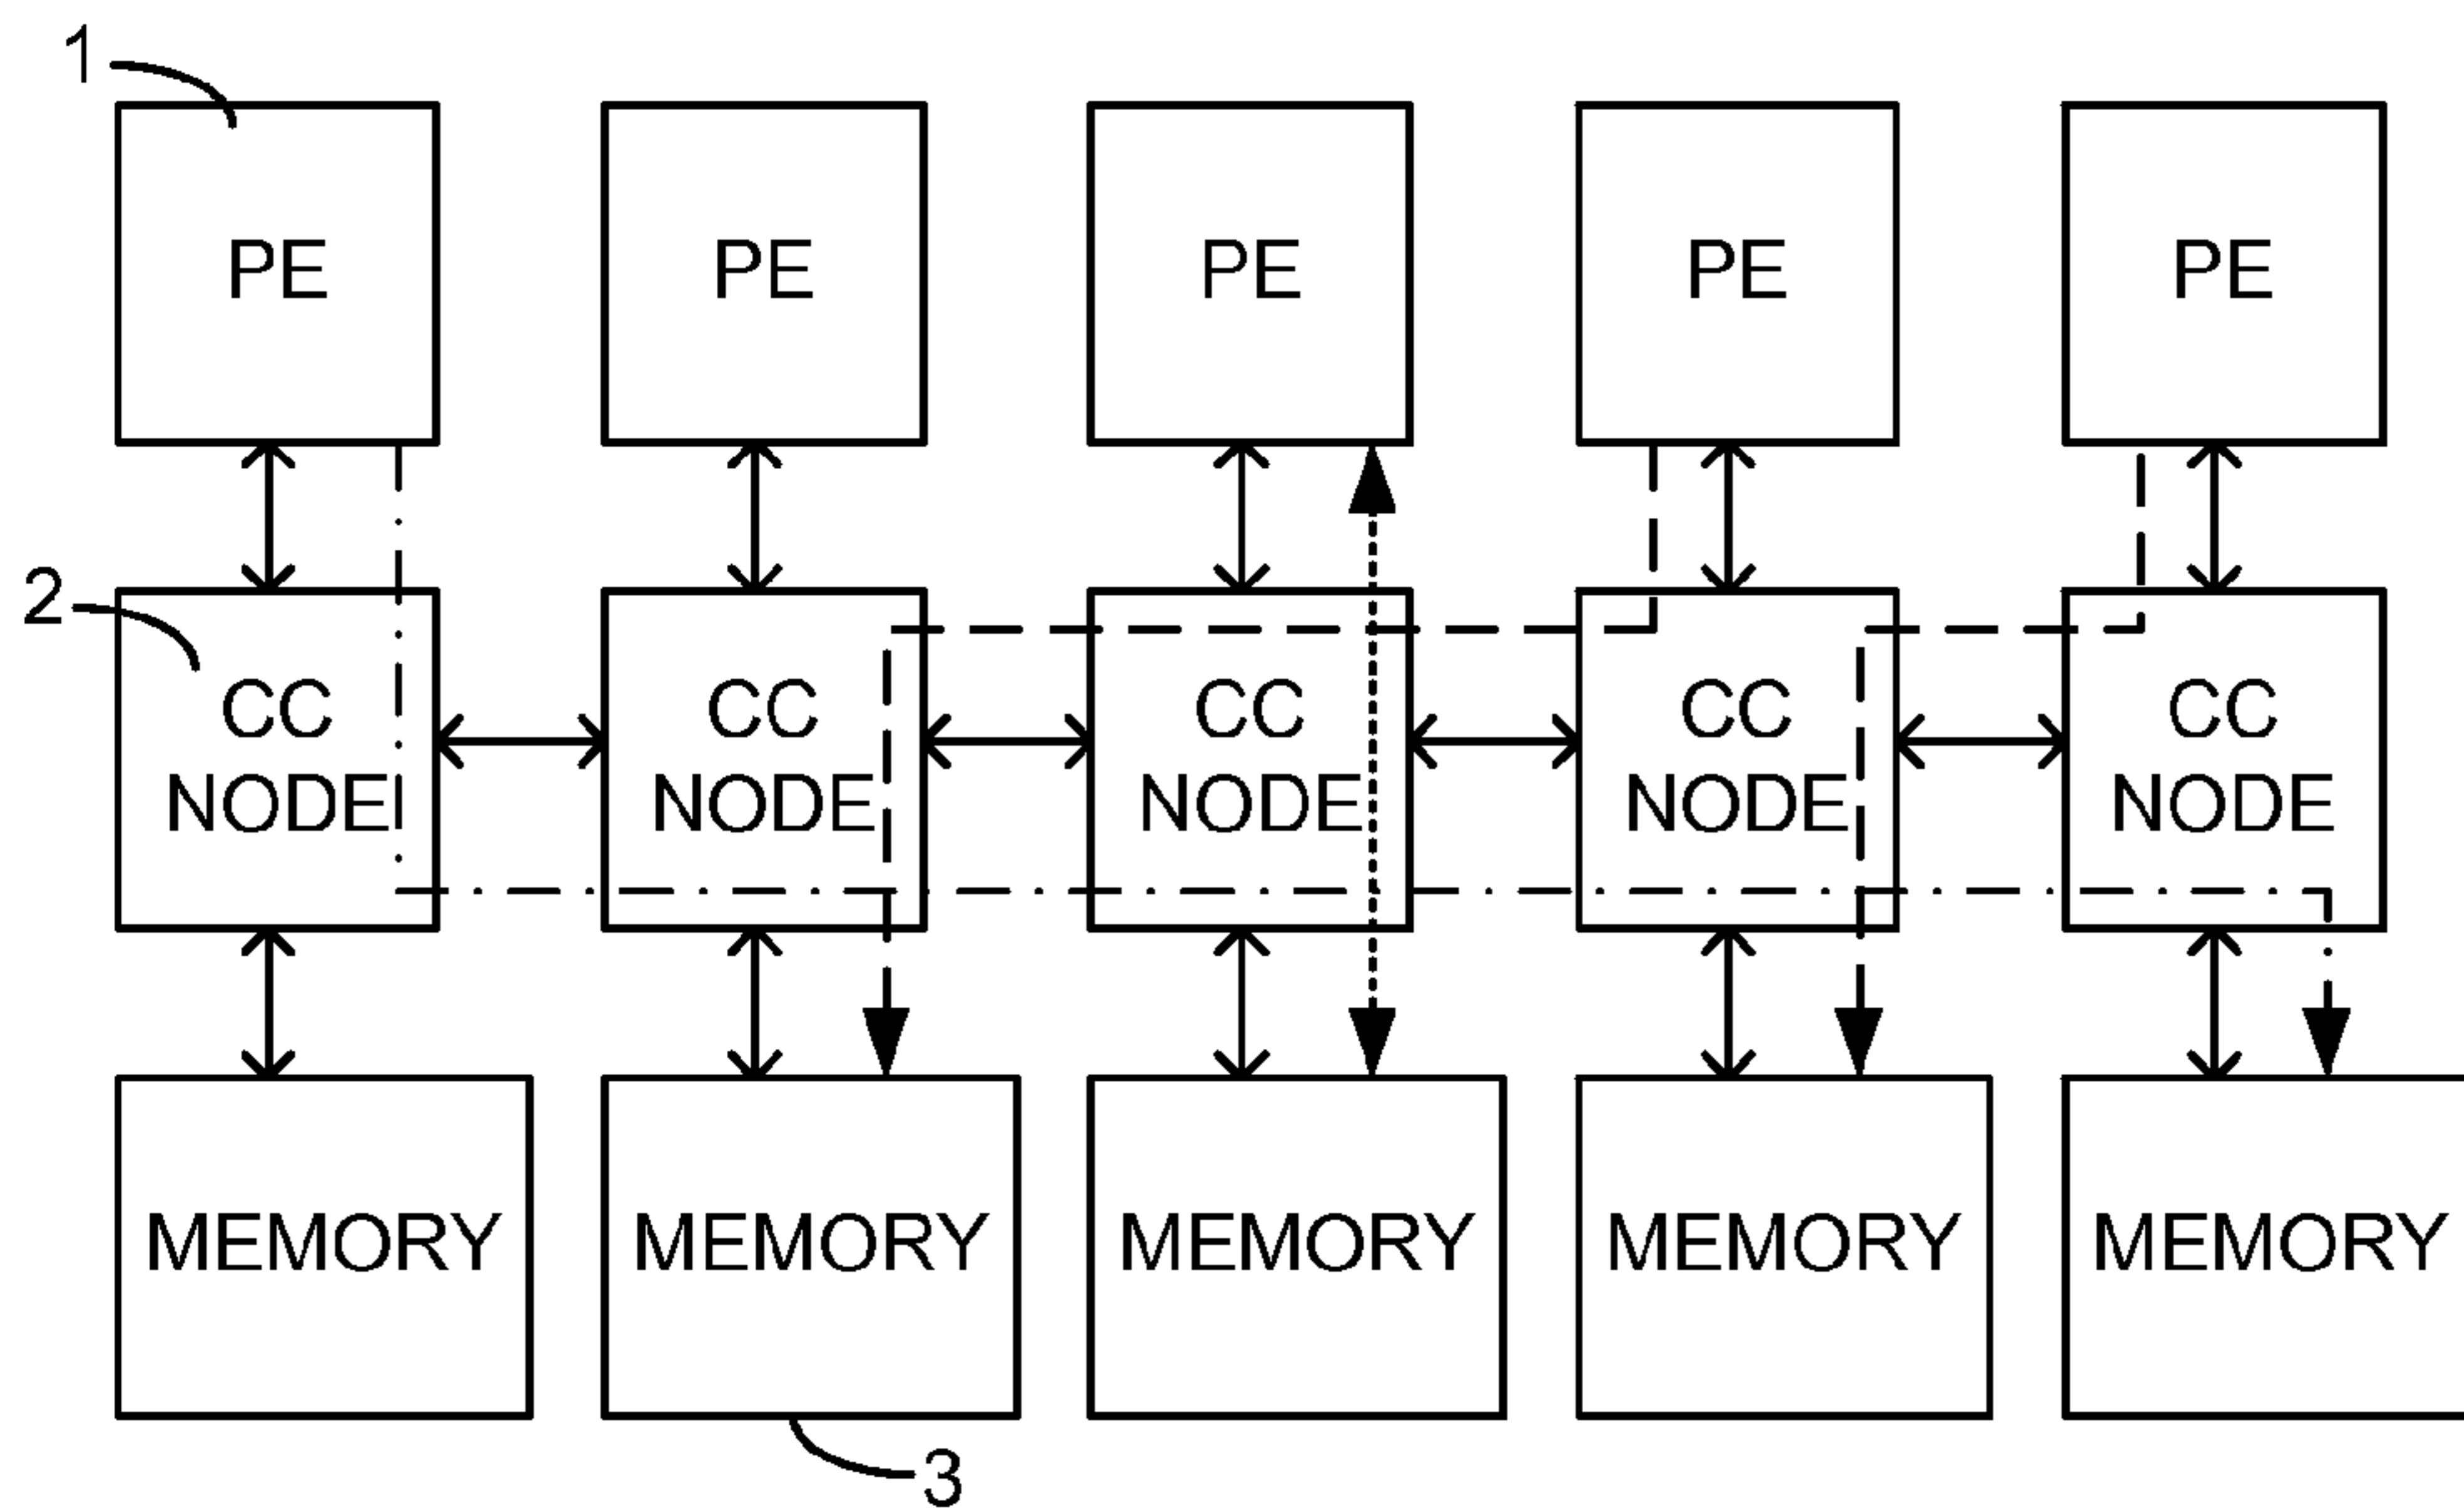 1
PE PE PE PE PE
2
CC CC CC CC CC
NODE NODE NODE NODE NODE
MEMORY MEMORY MEMORY MEMORY MEMORY
3